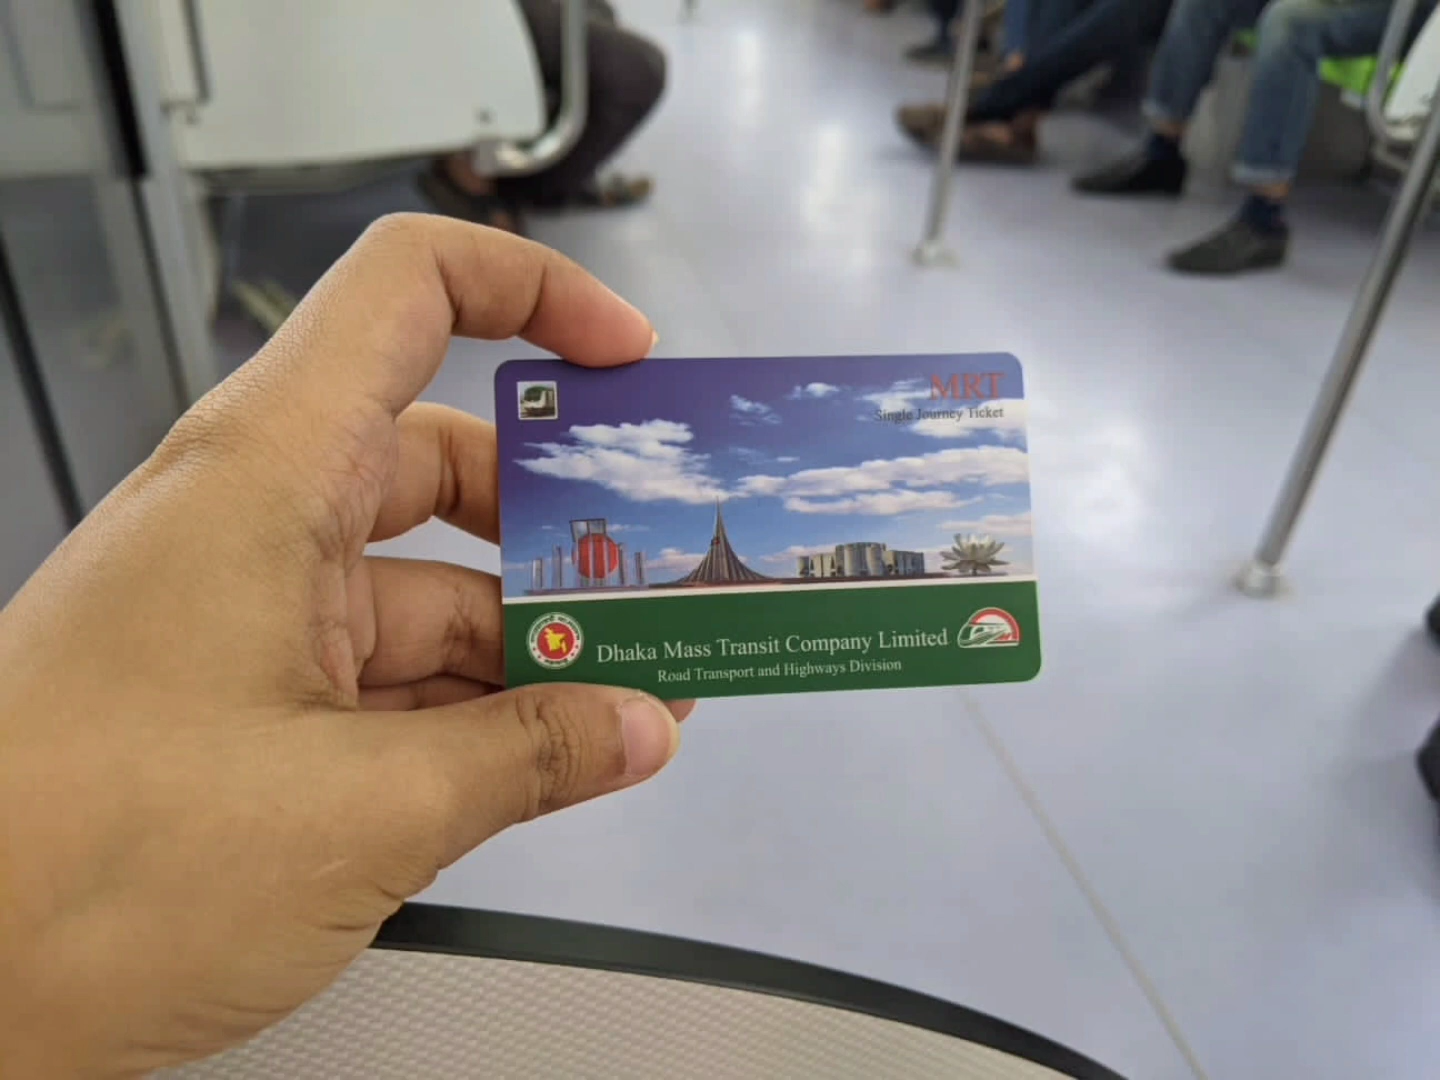 MRT
Single Journey Ticket
Dhaka Mass Transit Company Limited
Road Transport and Highways Division